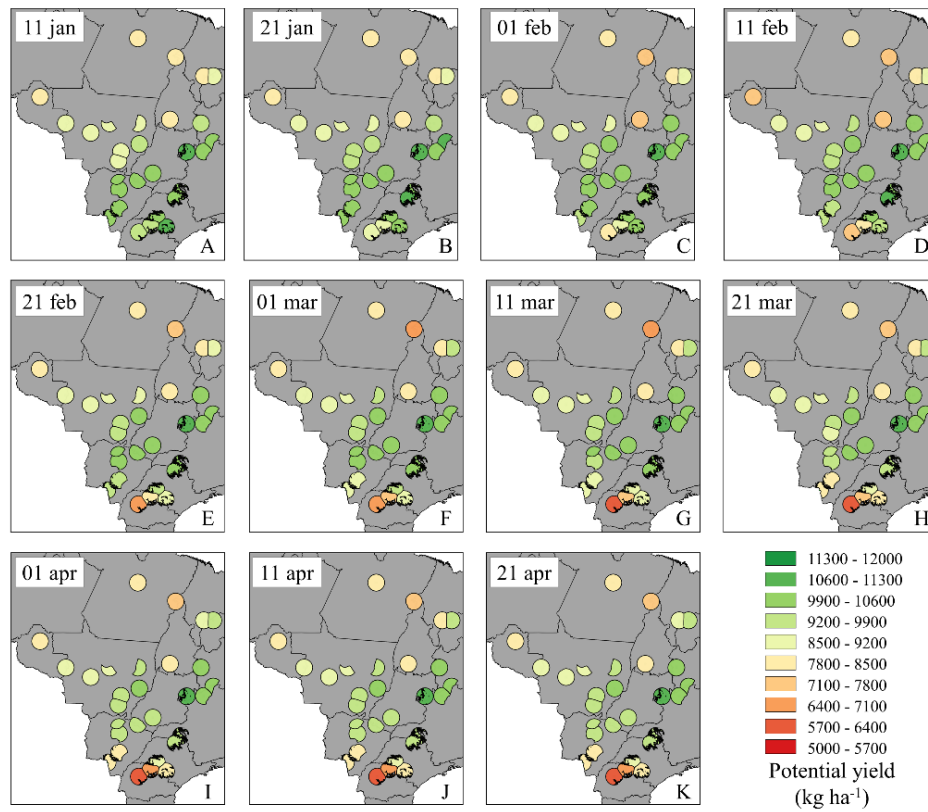 11 jan
21 jan
01 feb
11 feb
A
B
C
D
21 feb
01 mar
11 mar
21 mar
E
F
G
H
01 apr
11 apr
21 apr
I
J
K
11300 - 12000
10600 - 11300
9900 - 10600
9200 - 9900
8500 - 9200
7800 - 8500
7100 - 7800
6400 - 7100
5700 - 6400
5000 - 5700
Potential yield
(kg ha⁻¹)